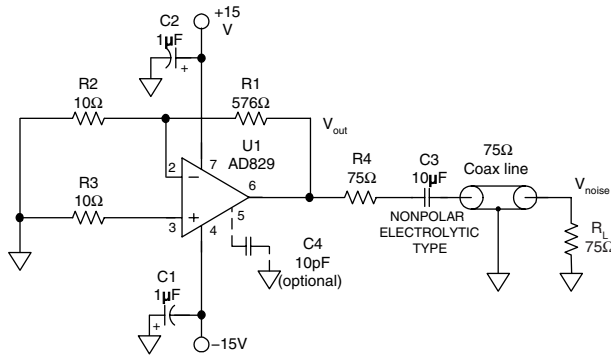 C2
1µF
+15
V
+
R2
10Ω
R1
576Ω
V_out
U1
AD829
2
7
−
6
R3
10Ω
3
+
4
5
R4
75Ω
C3
10µF
75Ω
Coax line
V_noise
NONPOLAR
ELECTROLYTIC
TYPE
R_L
75Ω
C4
10pF
(optional)
C1
1µF
+
−15V